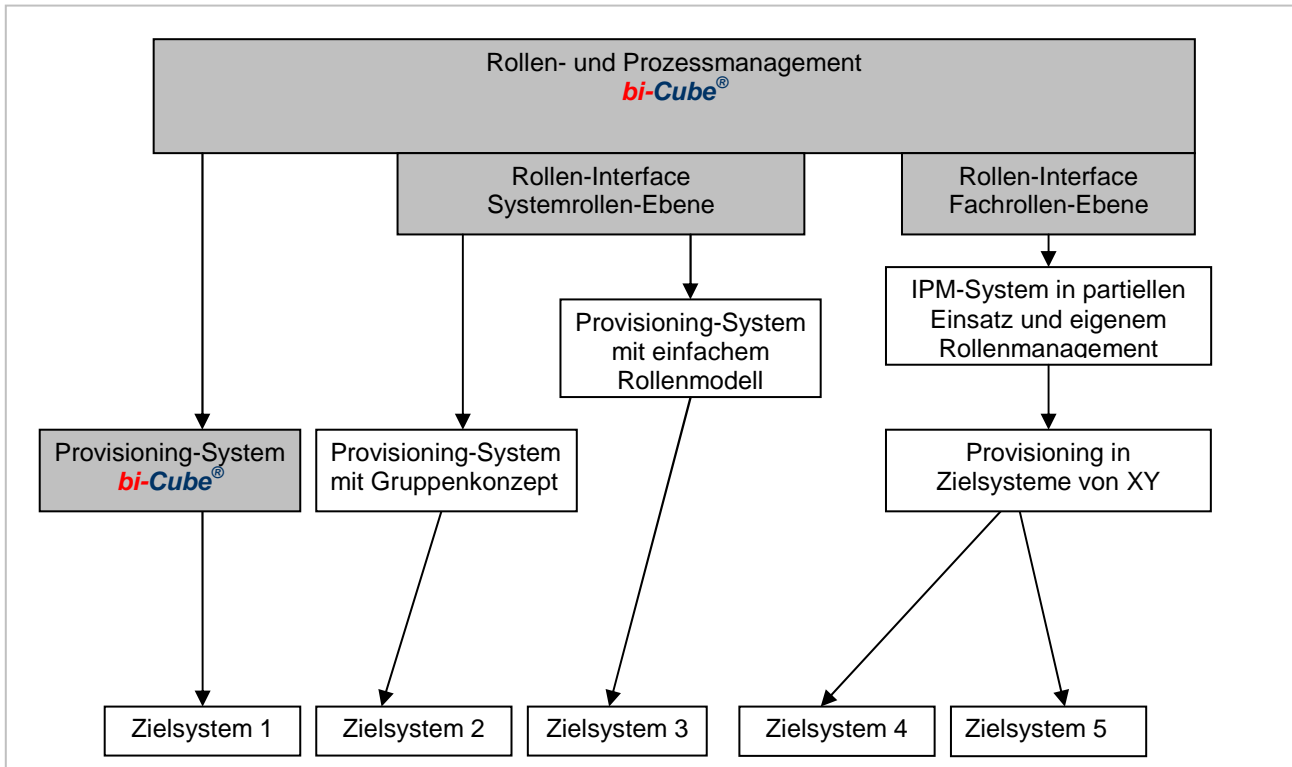 Rollen- und Prozessmanagement
bi-Cube®
Rollen-Interface
Systemrollen-Ebene
Rollen-Interface
Fachrollen-Ebene
IPM-System in partiellen
Einsatz und eigenem
Rollenmanagement
Provisioning-System
mit einfachem
Rollenmodell
Provisioning-System
bi-Cube®
Provisioning-System
mit Gruppenkonzept
Provisioning in
Zielsysteme von XY
Zielsystem 1
Zielsystem 2
Zielsystem 3
Zielsystem 4
Zielsystem 5